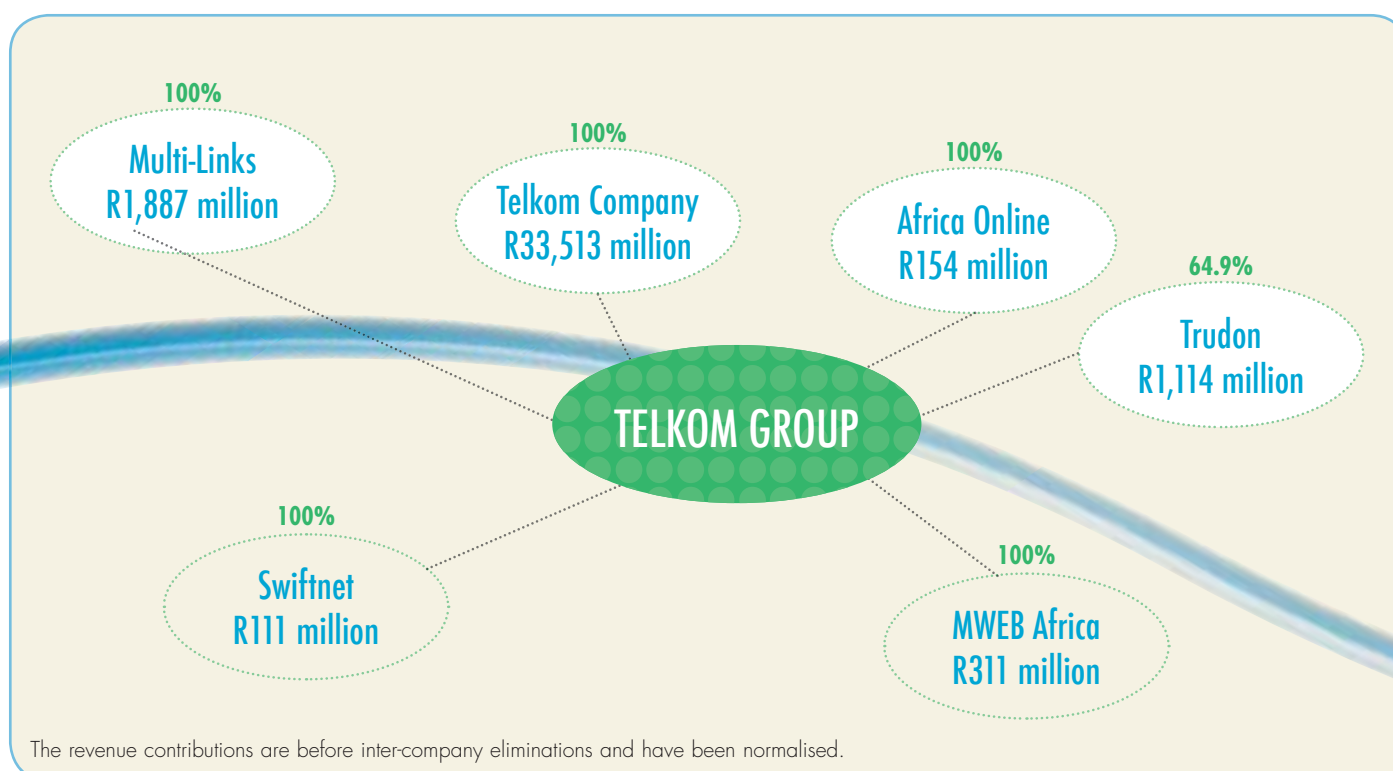 100%
Multi-Links
R1,887 million
100%
Telkom Company
R33,513 million
100%
Africa Online
R154 million
64.9%
Trudon
R1,114 million
TELKOM GROUP
100%
Swiftnet
R111 million
100%
MWEB Africa
R311 million
The revenue contributions are before inter-company eliminations and have been normalised.